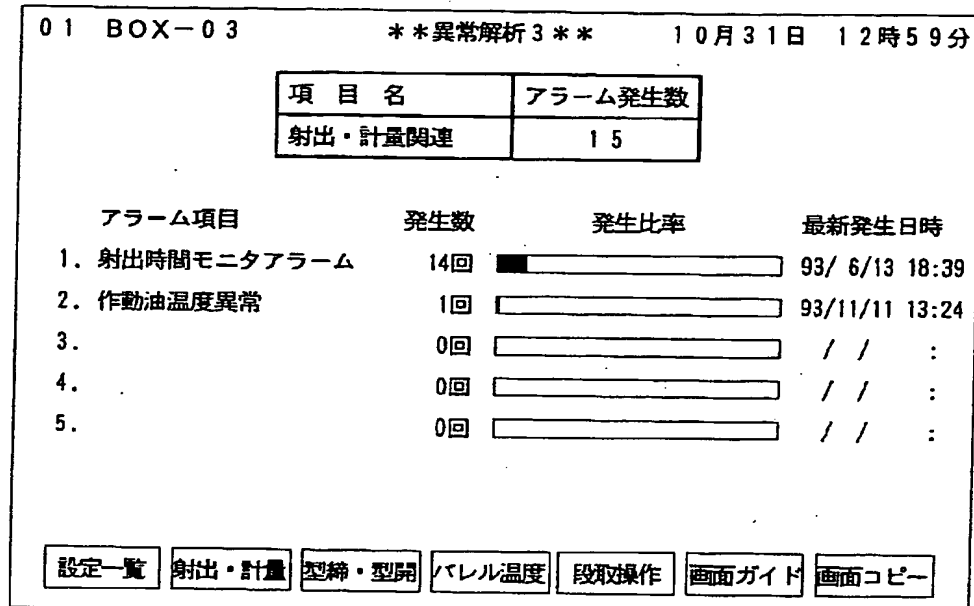 01 BOX-03 **異常解析3** 10月31日 12時59分
項目名 アラーム発生数
射出・計量関連 15
アラーム項目 発生数 発生比率 最新発生日時
1. 射出時間モニタアラーム 14回 93/ 6/13 18:39
2. 作動油温度異常 1回 93/11/11 13:24
3. 0回 / / :
4. 0回 / / :
5. 0回 / / :
設定一覧 射出・計量 型締・型開 バレル温度 段取操作 画面ガイド 画面コピー